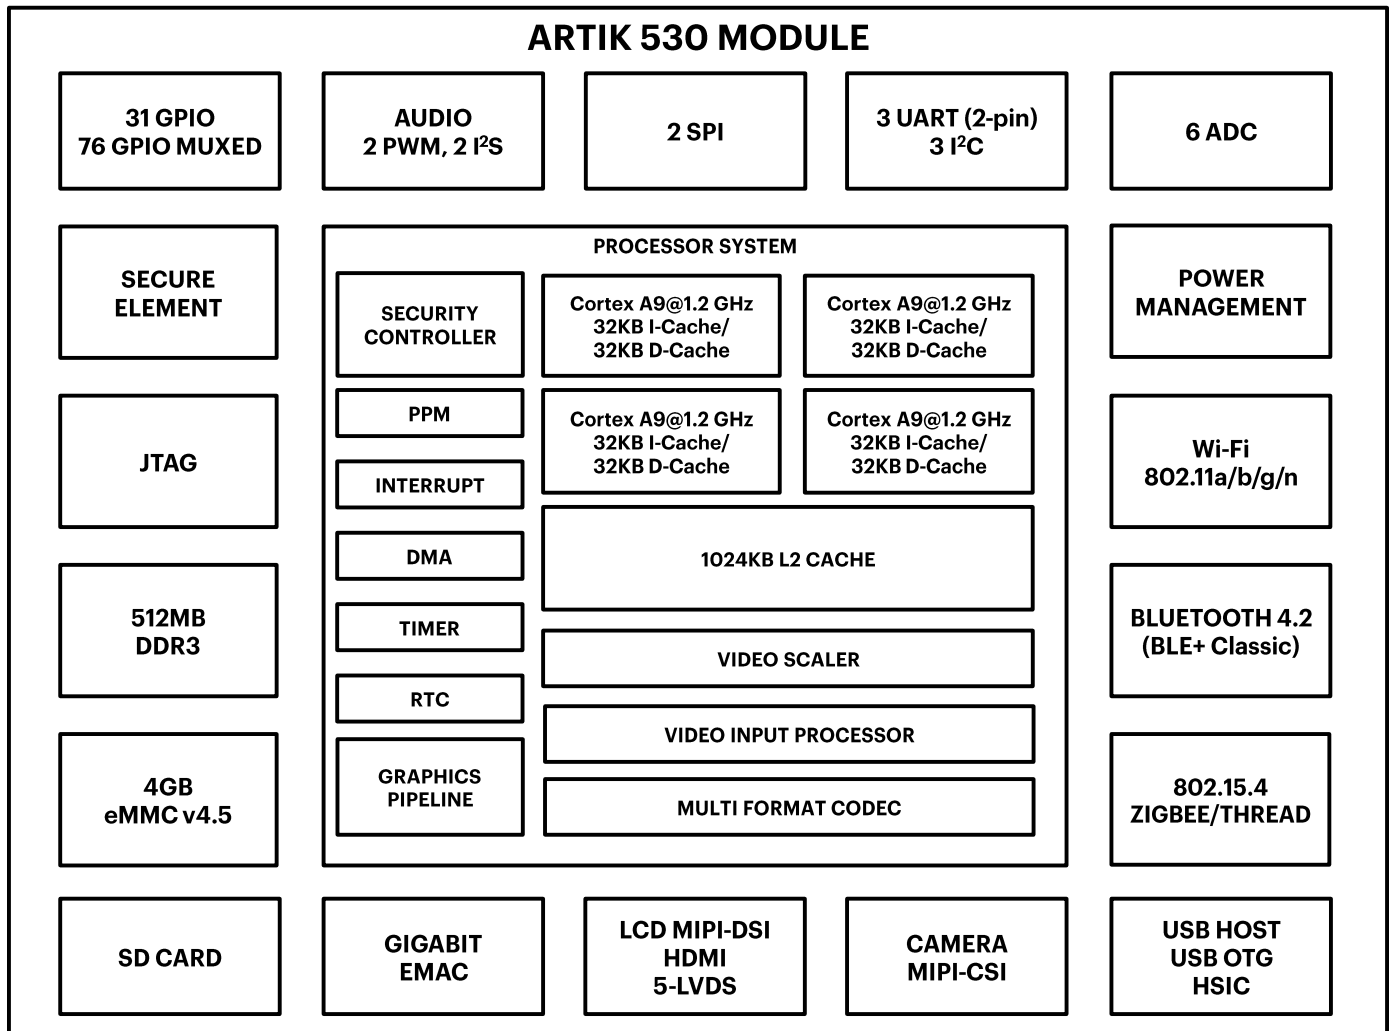 ARTIK 530 MODULE
31 GPIO
76 GPIO MUXED
AUDIO
2 PWM, 2 I²S
2 SPI
3 UART (2-pin)
3 I²C
6 ADC
SECURE
ELEMENT
JTAG
512MB
DDR3
4GB
eMMC v4.5
PROCESSOR SYSTEM
SECURITY
CONTROLLER
PPM
INTERRUPT
DMA
TIMER
RTC
GRAPHICS
PIPELINE
Cortex A9@1.2 GHz
32KB I-Cache/
32KB D-Cache
Cortex A9@1.2 GHz
32KB I-Cache/
32KB D-Cache
Cortex A9@1.2 GHz
32KB I-Cache/
32KB D-Cache
Cortex A9@1.2 GHz
32KB I-Cache/
32KB D-Cache
1024KB L2 CACHE
VIDEO SCALER
VIDEO INPUT PROCESSOR
MULTI FORMAT CODEC
POWER
MANAGEMENT
Wi-Fi
802.11a/b/g/n
BLUETOOTH 4.2
(BLE+ Classic)
802.15.4
ZIGBEE/THREAD
SD CARD
GIGABIT
EMAC
LCD MIPI-DSI
HDMI
5-LVDS
CAMERA
MIPI-CSI
USB HOST
USB OTG
HSIC